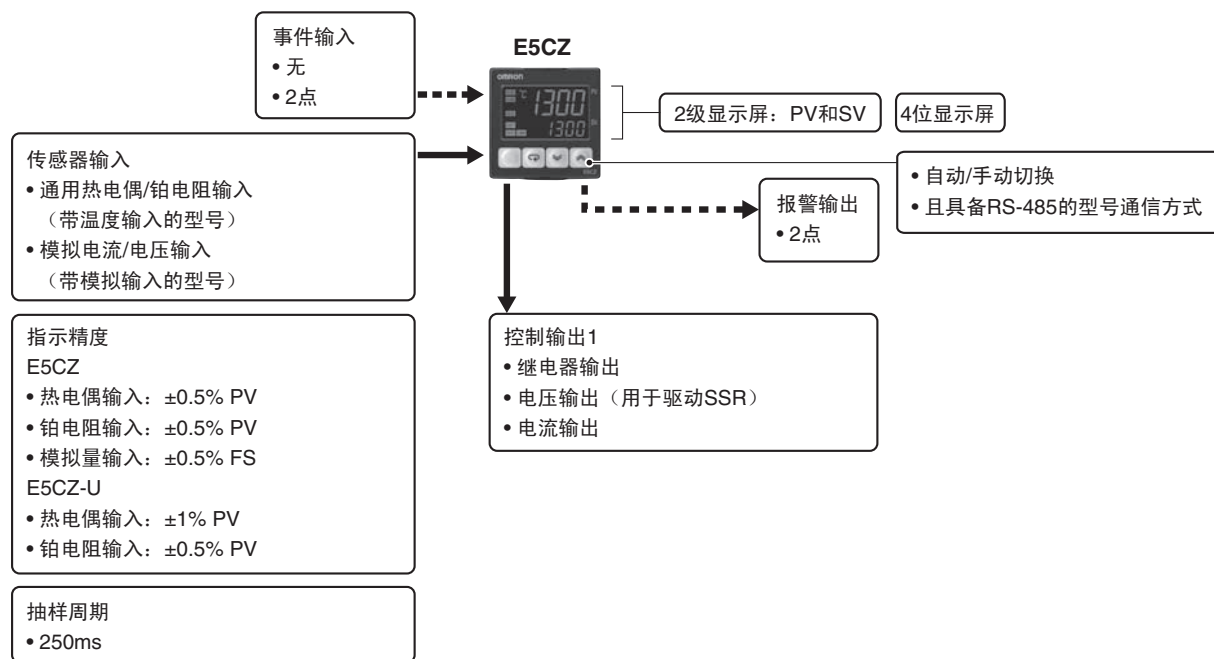 事件输入
• 无
• 2点
E5CZ
omron
℃
1300
PV
1300
2级显示屏：PV和SV
4位显示屏
传感器输入
• 通用热电偶/铂电阻输入
（带温度输入的型号）
• 模拟电流/电压输入
（带模拟输入的型号）
• 自动/手动切换
• 且具备RS-485的型号通信方式
报警输出
• 2点
指示精度
E5CZ
• 热电偶输入：±0.5% PV
• 铂电阻输入：±0.5% PV
• 模拟量输入：±0.5% FS
E5CZ-U
• 热电偶输入：±1% PV
• 铂电阻输入：±0.5% PV
控制输出1
• 继电器输出
• 电压输出（用于驱动SSR）
• 电流输出
抽样周期
• 250ms